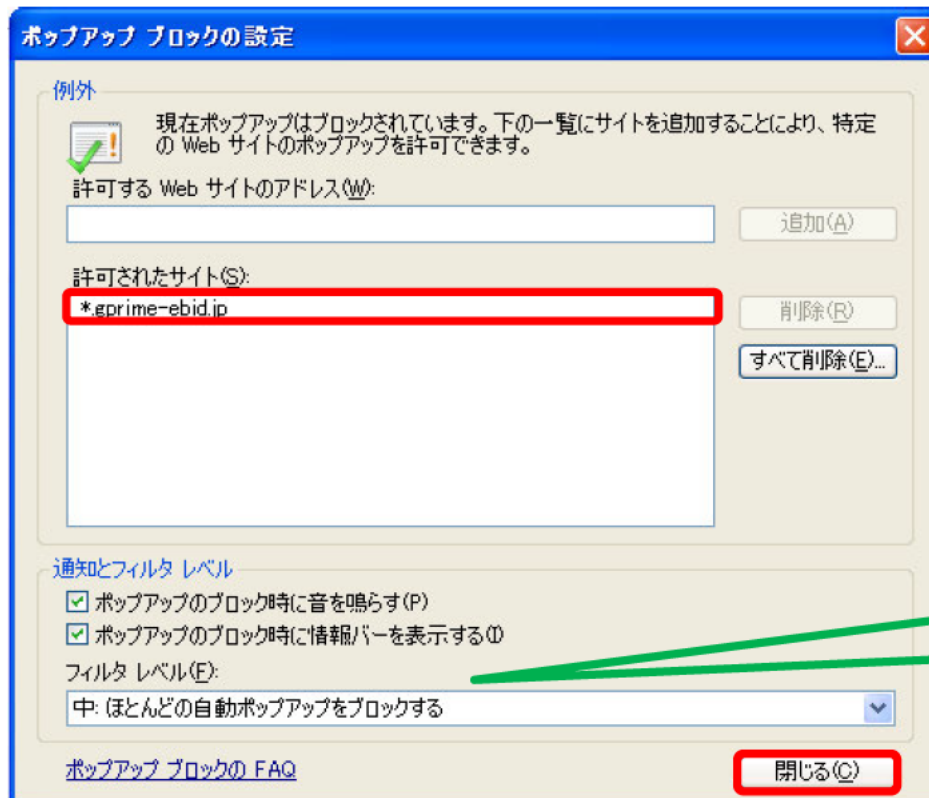 ポップアップ ブロックの設定
例外
現在ポップアップはブロックされています。下の一覧にサイトを追加することにより、特定
の Web サイトのポップアップを許可できます。
許可する Web サイトのアドレス(W):
追加(A)
許可されたサイト(S):
*.gprime-ebid.jp
削除(R)
すべて削除(E)...
通知とフィルタ レベル
ポップアップのブロック時に音を鳴らす(P)
ポップアップのブロック時に情報バーを表示する(I)
フィルタ レベル(F):
中: (ほとんどの自動ポップアップをブロックする
ポップアップ ブロックの FAQ
閉じる(C)